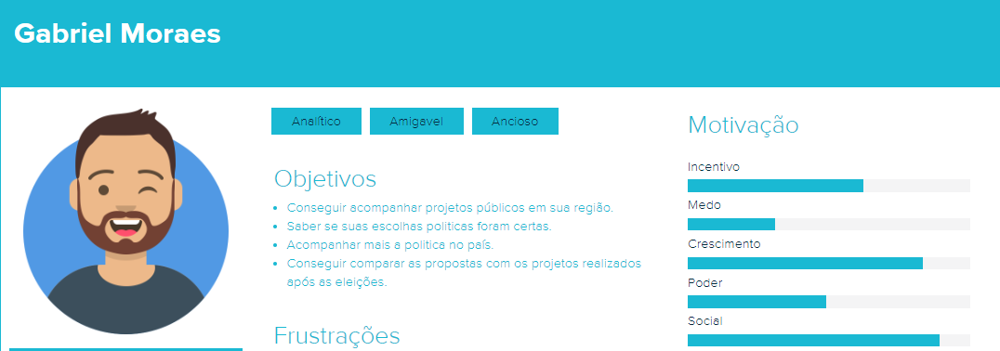 Gabriel Moraes
Analítico
Amigavel
Ancioso
Objetivos
• Conseguir acompanhar projetos públicos em sua região.
• Saber se suas escolhas politicas foram certas.
• Acompanhar mais a politica no país.
• Conseguir comparar as propostas com os projetos realizados
após as eleições.
Frustrações
Motivação
Incentivo
Medo
Crescimento
Poder
Social